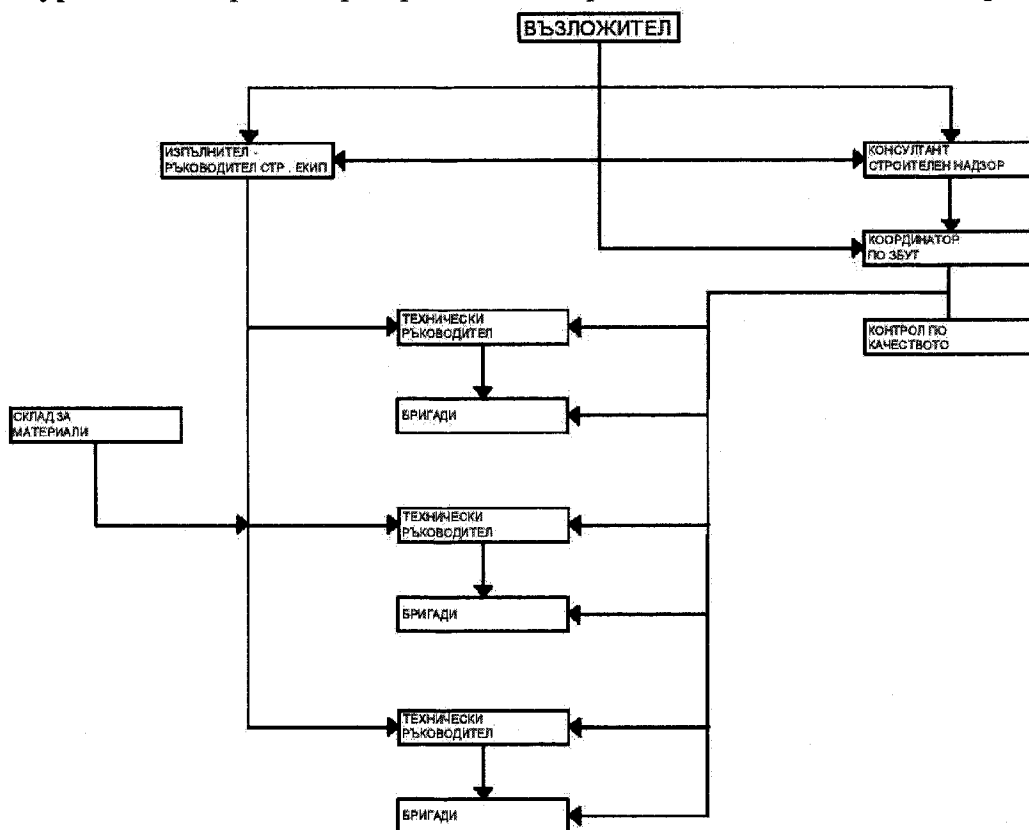 ВЪЗЛОЖИТЕЛ
ИЗПЪЛНИТЕЛ -
РЪКОВОДИТЕЛ СТР . ЕКИП
КОНСУЛТАНТ
СТРОИТЕЛЕН НАДЗОР
КООРДИНАТОР
ПО ЗБУТ
ТЕХНИЧЕСКИ
РЪКОВОДИТЕЛ
КОНТРОЛ ПО
КАЧЕСТВОТО
БРИГАДИ
СКЛАД ЗА
МАТЕРИАЛИ
ТЕХНИЧЕСКИ
РЪКОВОДИТЕЛ
БРИГАДИ
ТЕХНИЧЕСКИ
РЪКОВОДИТЕЛ
БРИГАДИ